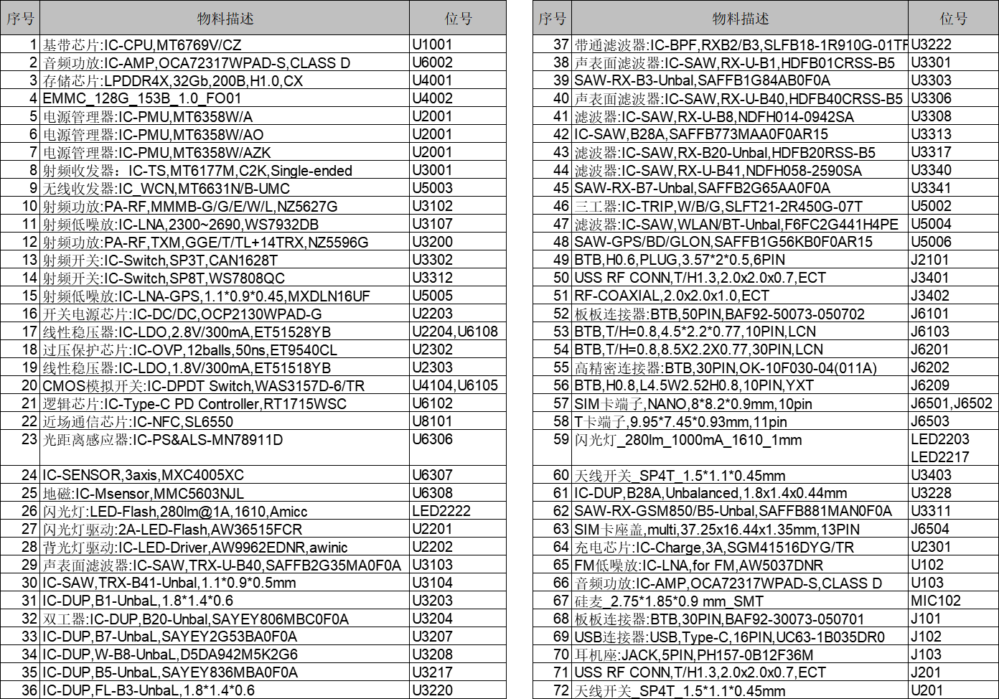 序号 物料描述 位号
1 基带芯片:IC-CPU,MT6769V/CZ U1001
2 音频功放:IC-AMP,OCA72317WPAD-S,CLASS D U6002
3 存储芯片:LPDDR4X,32Gb,200B,H1.0,CX U4001
4 EMMC_128G_153B_1.0_FO01 U4002
5 电源管理器:IC-PMU,MT6358W/A U2001
6 电源管理器:IC-PMU,MT6358W/AO U2001
7 电源管理器:IC-PMU,MT6358W/AZK U2001
8 射频收发器：IC-TS,MT6177M,C2K,Single-ended U3001
9 无线收发器:IC_WCN,MT6631N/B-UMC U5003
10 射频功放:PA-RF,MMMB-G/G/E/W/L,NZ5627G U3102
11 射频低噪放:IC-LNA,2300~2690,WS7932DB U3107
12 射频功放:PA-RF,TXM,GGE/T/TL+14TRX,NZ5596G U3200
13 射频开关:IC-Switch,SP3T,CAN1628T U3302
14 射频开关:IC-Switch,SP8T,WS7808QC U3312
15 射频低噪放:IC-LNA-GPS,1.1*0.9*0.45,MXDLN16UF U5005
16 开关电源芯片:IC-DC/DC,OCP2130WPAD-G U2203
17 线性稳压器:IC-LDO,2.8V/300mA,ET51528YB U2204,U6108
18 过压保护芯片:IC-OVP,12balls,50ns,ET9540CL U2302
19 线性稳压器:IC-LDO,1.8V/300mA,ET51518YB U2303
20 CMOS模拟开关:IC-DPDT Switch,WAS3157D-6/TR U4104,U6105
21 逻辑芯片:IC-Type-C PD Controller,RT1715WSC U6102
22 近场通信芯片:IC-NFC,SL6550 U8101
23 光距离感应器:IC-PS&ALS-MN78911D U6306
24 IC-SENSOR,3axis,MXC4005XC U6307
25 地磁:IC-Msensor,MMC5603NJL U6308
26 闪光灯:LED-Flash,280lm@1A,1610,Amicc LED2222
27 闪光灯驱动:2A-LED-Flash,AW36515FCR U2201
28 背光灯驱动:IC-LED-Driver,AW9962EDNR,awinic U2202
29 声表面滤波器:IC-SAW,TRX-U-B40,SAFFB2G35MA0F0A U3103
30 IC-SAW,TRX-B41-Unbal,1.1*0.9*0.5mm U3104
31 IC-DUP,B1-UnbaL,1.8*1.4*0.6 U3203
32 双工器:IC-DUP,B20-Unbal,SAYEY806MBC0F0A U3204
33 IC-DUP,B7-UnbaL,SAYEY2G53BA0F0A U3207
34 IC-DUP,W-B8-UnbaL,D5DA942M5K2G6 U3208
35 IC-DUP,B5-UnbaL,SAYEY836MBA0F0A U3217
36 IC-DUP,FL-B3-UnbaL,1.8*1.4*0.6 U3220
序号 物料描述 位号
37 带通滤波器:IC-BPF,RXB2/B3,SLFB18-1R910G-01TF U3222
38 声表面滤波器:IC-SAW,RX-U-B1,HDFB01CRSS-B5 U3301
39 SAW-RX-B3-Unbal,SAFFB1G84AB0F0A U3303
40 声表面滤波器:IC-SAW,RX-U-B40,HDFB40CRSS-B5 U3306
41 滤波器:IC-SAW,RX-U-B8,NDFH014-0942SA U3308
42 IC-SAW,B28A,SAFFB773MAA0F0AR15 U3313
43 滤波器:IC-SAW,RX-B20-Unbal,HDFB20RSS-B5 U3317
44 滤波器:IC-SAW,RX-U-B41,NDFH058-2590SA U3340
45 SAW-RX-B7-Unbal,SAFFB2G65AA0F0A U3341
46 三工器:IC-TRIP,W/B/G,SLFT21-2R450G-07T U5002
47 滤波器:IC-SAW,WLAN/BT-Unbal,F6FC2G441H4PE U5004
48 SAW-GPS/BD/GLON,SAFFB1G56KB0F0AR15 U5006
49 BTB,H0.6,PLUG,3.57*2*0.5,6PIN J2101
50 USS RF CONN,T/H1.3,2.0x2.0x0.7,ECT J3401
51 RF-COAXIAL,2.0x2.0x1.0,ECT J3402
52 板板连接器:BTB,50PIN,BAF92-50073-050702 J6101
53 BTB,T/H=0.8,4.5*2.2*0.77,10PIN,LCN J6103
54 BTB,T/H=0.8,8.5X2.2X0.77,30PIN,LCN J6201
55 高精密连接器:BTB,30PIN,OK-10F030-04(011A) J6202
56 BTB,H0.8,L4.5W2.52H0.8,10PIN,YXT J6209
57 SIM卡端子,NANO,8*8.2*0.9mm,10pin J6501,J6502
58 T卡端子,9.95*7.45*0.93mm,11pin J6503
59 闪光灯_280lm_1000mA_1610_1mm LED2203
LED2217
60 天线开关_SP4T_1.5*1.1*0.45mm U3403
61 IC-DUP,B28A,Unbalanced,1.8x1.4x0.44mm U3228
62 SAW-RX-GSM850/B5-Unbal,SAFFB881MAN0F0A U3311
63 SIM卡座盖,multi,37.25x16.44x1.35mm,13PIN J6504
64 充电芯片:IC-Charge,3A,SGM41516DYG/TR U2301
65 FM低噪放:IC-LNA,for FM,AW5037DNR U102
66 音频功放:IC-AMP,OCA72317WPAD-S,CLASS D U103
67 硅麦_2.75*1.85*0.9 mm_SMT MIC102
68 板板连接器:BTB,30PIN,BAF92-30073-050701 J101
69 USB连接器:USB,Type-C,16PIN,UC63-1B035DR0 J102
70 耳机座:JACK,5PIN,PH157-0B12F36M J103
71 USS RF CONN,T/H1.3,2.0x2.0x0.7,ECT J201
72 天线开关_SP4T_1.5*1.1*0.45mm U201